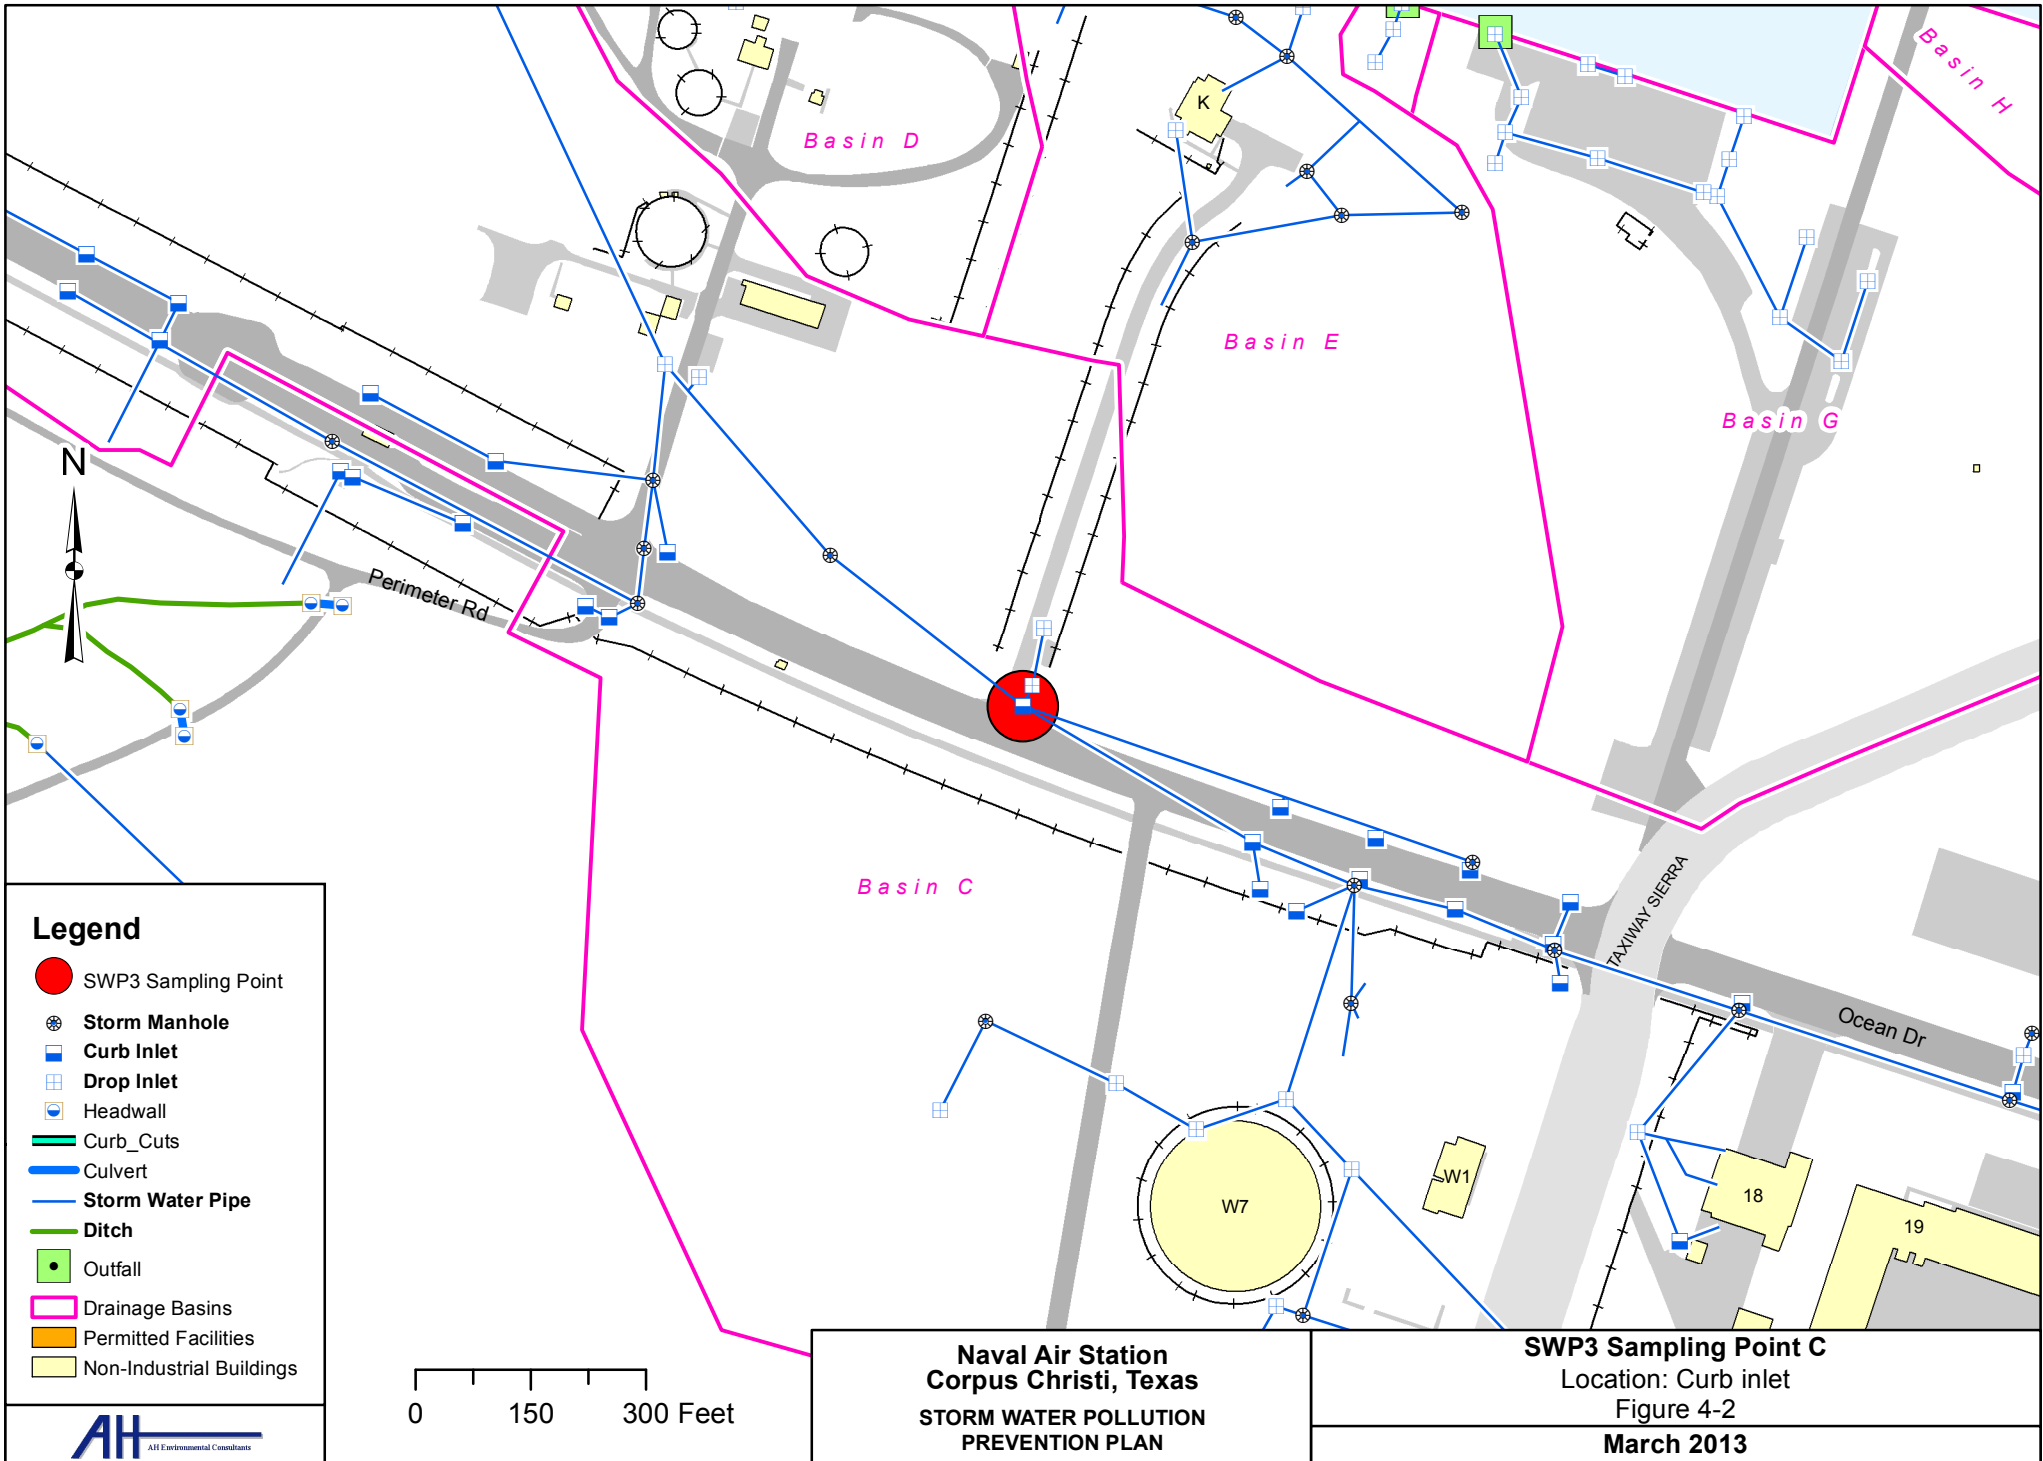 Basin H
K
Basin D
Basin E
Basin G
N
Perimeter Rd
Basin C
TAXIWAY SIERRA
Ocean Dr
W7
W1
18
19
Legend
SWP3 Sampling Point
Storm Manhole
Curb Inlet
Drop Inlet
Headwall
Curb_Cuts
Culvert
Storm Water Pipe
Ditch
Outfall
Drainage Basins
Permitted Facilities
Non-Industrial Buildings
AH AH Environmental Consultants
0 150 300 Feet
Naval Air Station
Corpus Christi, Texas
STORM WATER POLLUTION
PREVENTION PLAN
SWP3 Sampling Point C
Location: Curb inlet
Figure 4-2
March 2013